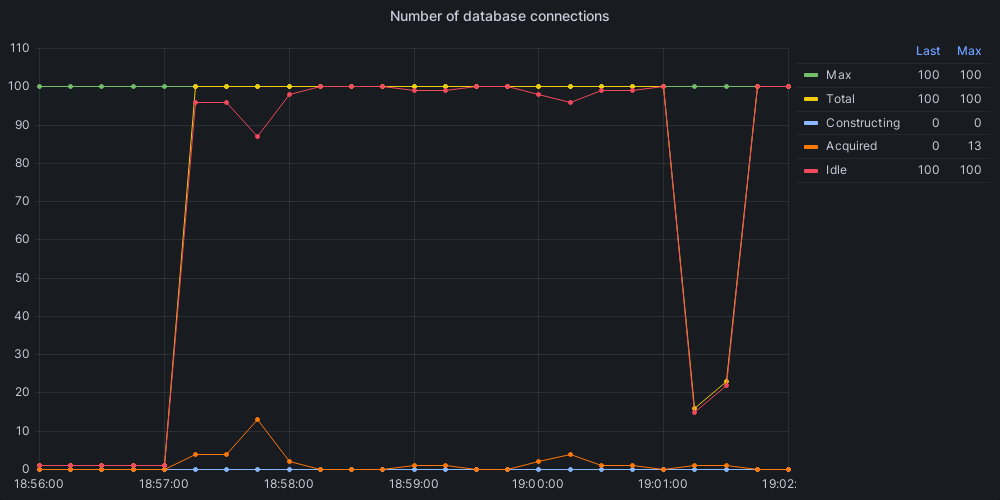 Number of database connections
110
100
90
80
70
60
50
40
30
20
10
0
18:56:00 18:57:00 18:58:00 18:59:00 19:00:00 19:01:00 19:02:
Last Max
Max 100 100
Total 100 100
Constructing 0 0
Acquired 0 13
Idle 100 100